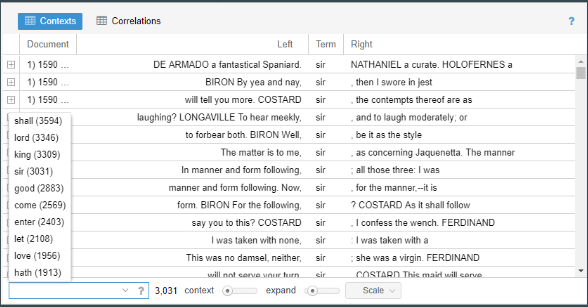 Contexts Correlations ?
Document Left Term Right
1) 1590 ... DE ARMADO a fantastical Spaniard. sir NATHANIEL a curate. HOLOFERNES a
1) 1590 ... BIRON By yea and nay, sir , then I swore in jest
1) 1590 ... will tell you more. COSTARD sir , the contempts thereof are as
laughing? LONGAVILLE To hear meekly, sir , and to laugh moderately; or
to forbear both. BIRON Well, sir , be it as the style
The matter is to me, sir , as concerning Jaquenetta. The manner
In manner and form following, sir ; all those three: I was
manner and form following. Now, sir , for the manner,--it is
form. BIRON For the following, sir ? COSTARD As it shall follow
say you to this? COSTARD sir , I confess the wench. FERDINAND
I was taken with none, sir : I was taken with a
This was no damsel, neither, sir ; she was a virgin. FERDINAND
will not serve your turn, sir . COSTARD This maid will serve
shall (3594)
lord (3346)
king (3309)
sir (3031)
good (2883)
come (2569)
enter (2403)
let (2108)
love (1956)
hath (1913)
? 3,031 context expand Scale